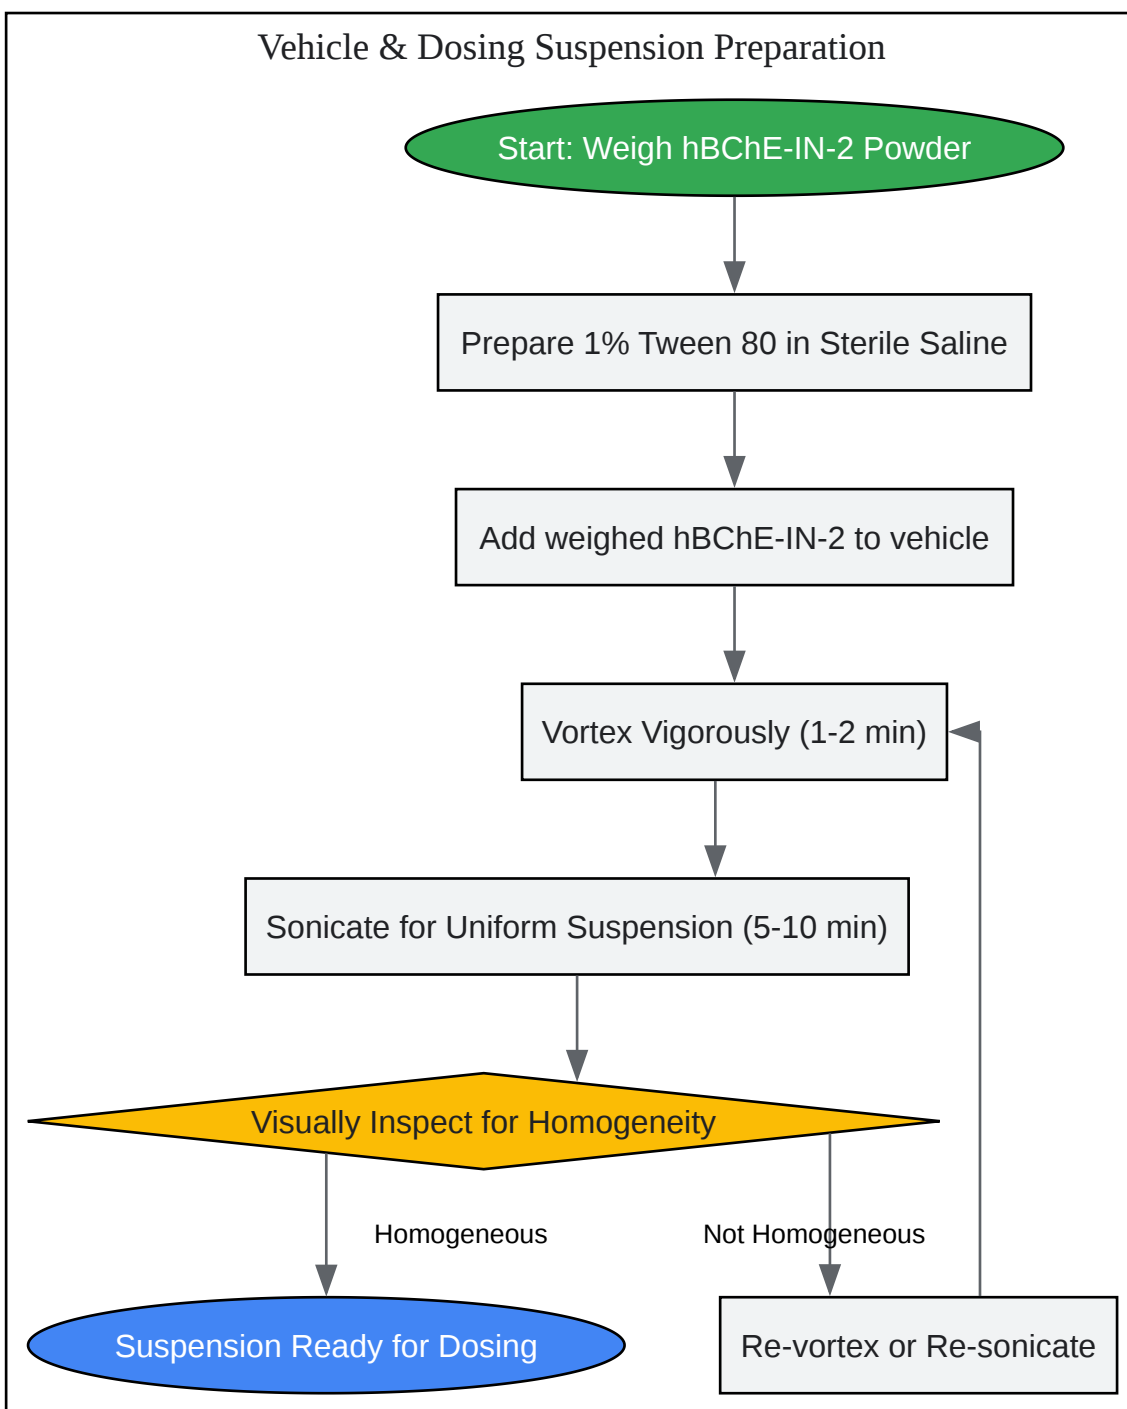 Vehicle & Dosing Suspension Preparation
Start: Weigh hBChE-IN-2 Powder
Prepare 1% Tween 80 in Sterile Saline
Add weighed hBChE-IN-2 to vehicle
Vortex Vigorously (1-2 min)
Sonicate for Uniform Suspension (5-10 min)
Visually Inspect for Homogeneity
Homogeneous
Not Homogeneous
Suspension Ready for Dosing
Re-vortex or Re-sonicate